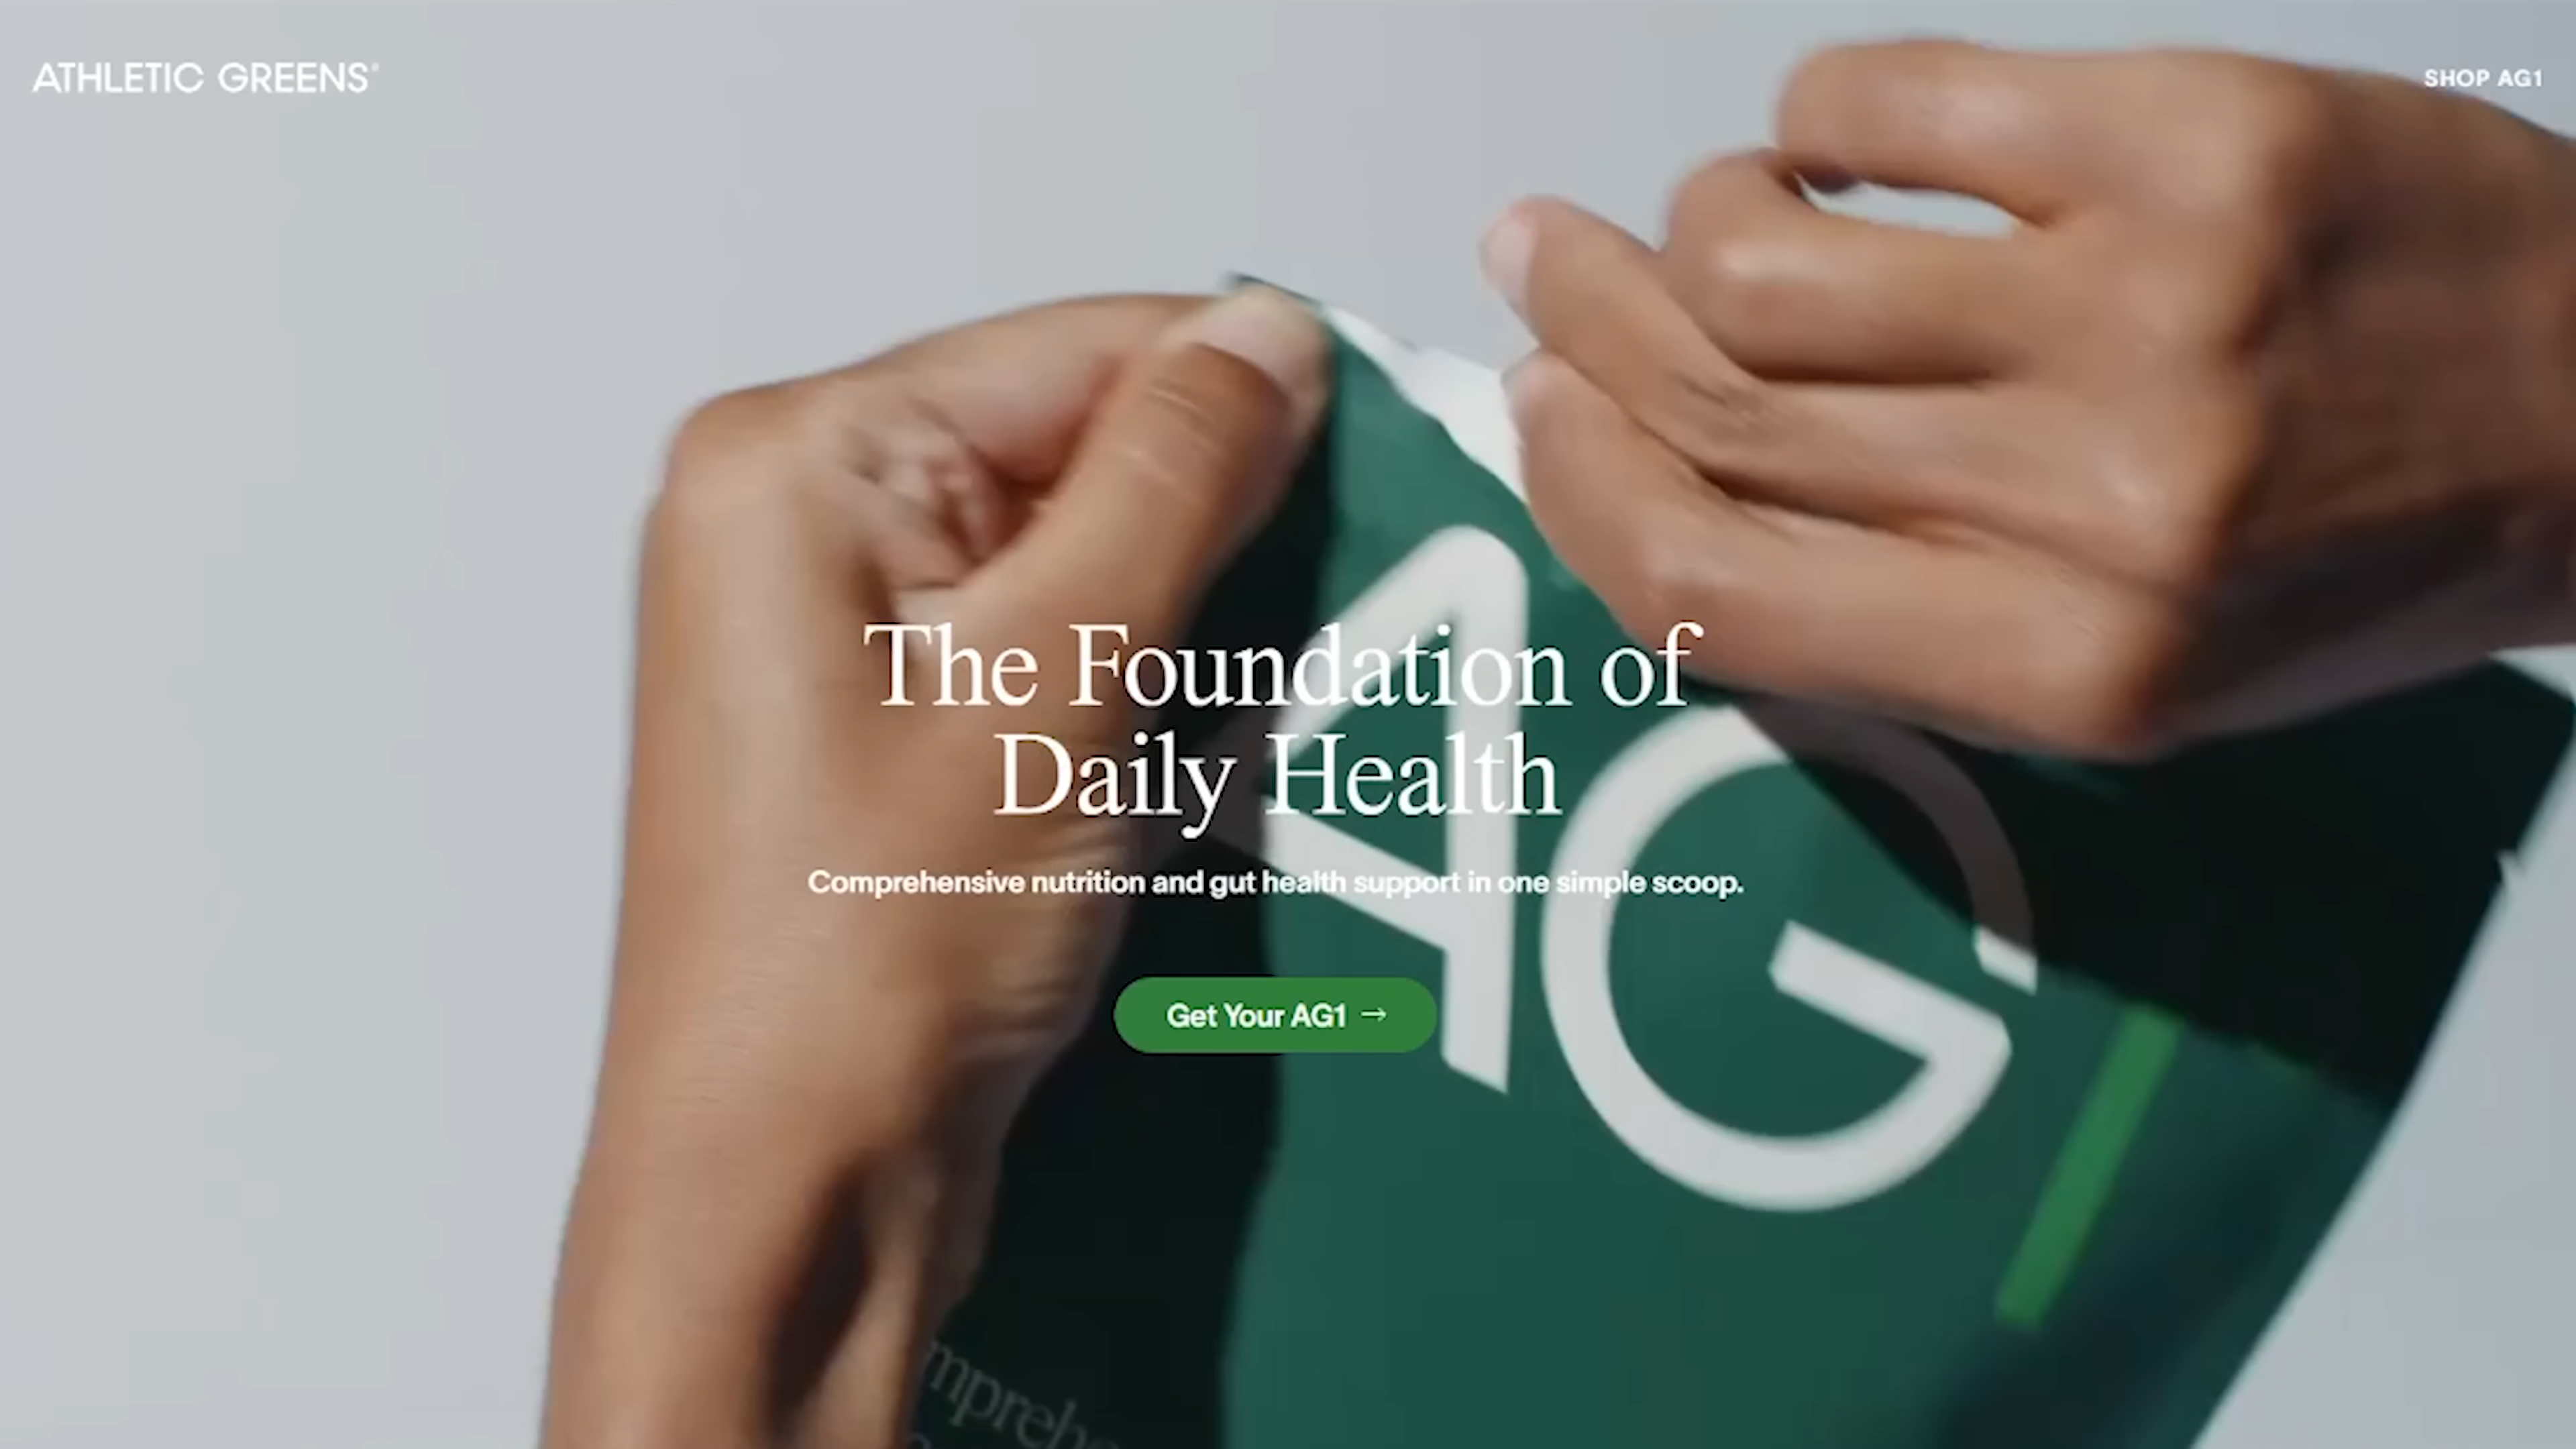 ATHLETIC GREENS®
SHOP AG1
The Foundation of
Daily Health
Comprehensive nutrition and gut health support in one simple scoop.
Get Your AG1 →
AG1